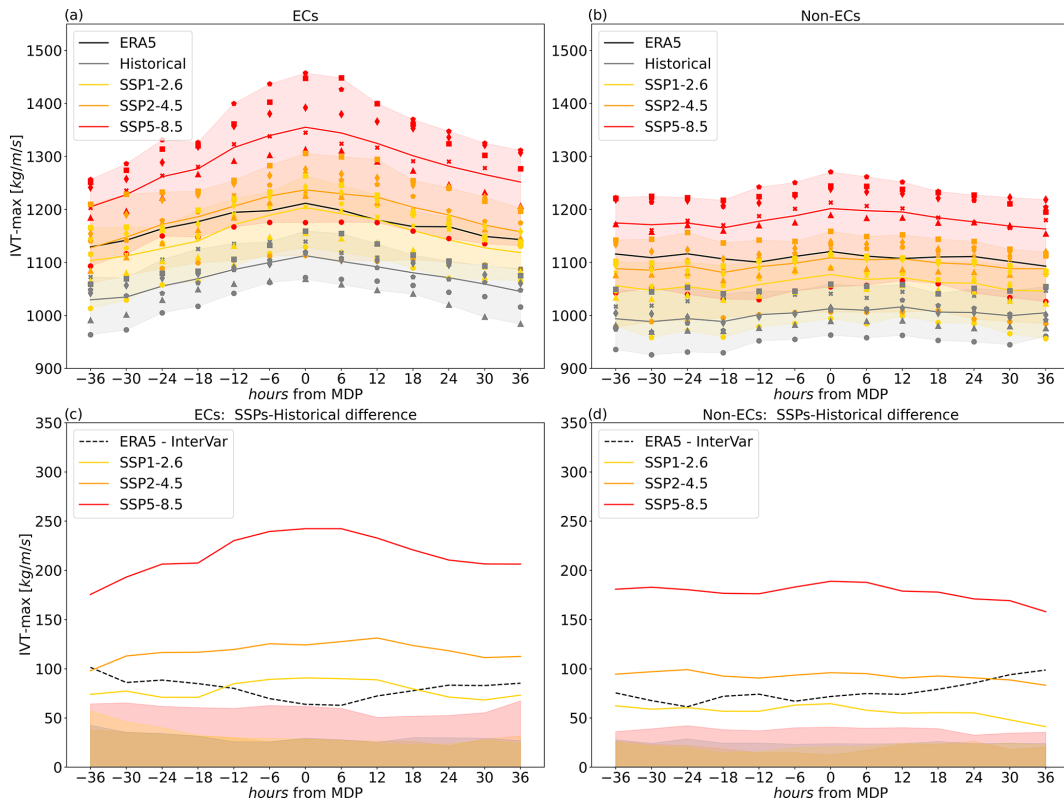 (a) ECs
IVT-max [kg/m/s]
1500
1400
1300
1200
1100
1000
900
ERA5
Historical
SSP1-2.6
SSP2-4.5
SSP5-8.5
−36 −30 −24 −18 −12 −6 0 6 12 18 24 30 36
hours from MDP
(b) Non-ECs
1500
1400
1300
1200
1100
1000
900
ERA5
Historical
SSP1-2.6
SSP2-4.5
SSP5-8.5
−36 −30 −24 −18 −12 −6 0 6 12 18 24 30 36
hours from MDP
(c) ECs: SSPs-Historical difference
IVT-max [kg/m/s]
350
300
250
200
150
100
50
0
ERA5 - InterVar
SSP1-2.6
SSP2-4.5
SSP5-8.5
−36 −30 −24 −18 −12 −6 0 6 12 18 24 30 36
hours from MDP
(d) Non-ECs: SSPs-Historical difference
350
300
250
200
150
100
50
0
ERA5 - InterVar
SSP1-2.6
SSP2-4.5
SSP5-8.5
−36 −30 −24 −18 −12 −6 0 6 12 18 24 30 36
hours from MDP